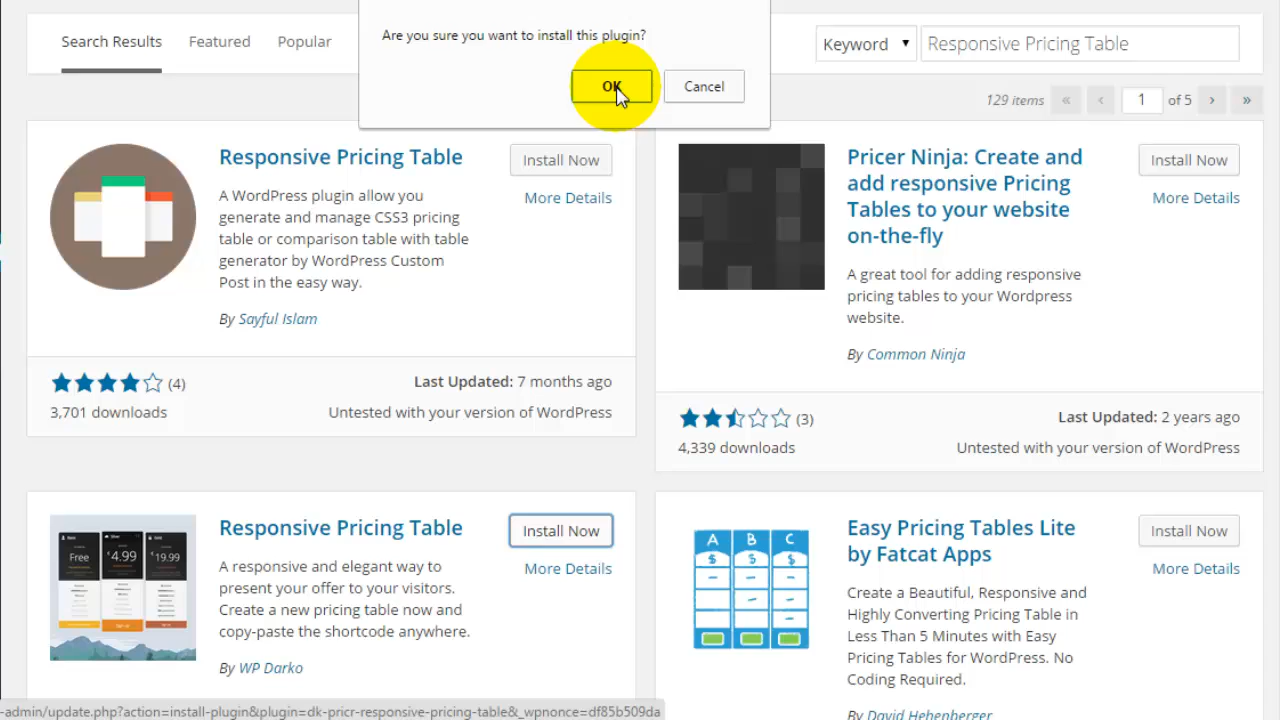 Are you sure you want to install this plugin?
OK
Cancel
Search Results
Featured
Popular
Keyword ▼
Responsive Pricing Table
129 items
«
‹
1
of 5
›
»
Responsive Pricing Table
Install Now
More Details
A WordPress plugin allow you
generate and manage CSS3 pricing
table or comparison table with table
generator by WordPress Custom
Post in the easy way.
By Sayful Islam
(4)
Last Updated: 7 months ago
3,701 downloads
Untested with your version of WordPress
Pricer Ninja: Create and
add responsive Pricing
Tables to your website
on-the-fly
Install Now
More Details
A great tool for adding responsive
pricing tables to your Wordpress
website.
By Common Ninja
(3)
Last Updated: 2 years ago
4,339 downloads
Untested with your version of WordPress
Free
4.99
19.99
Responsive Pricing Table
Install Now
More Details
A responsive and elegant way to
present your offer to your visitors.
Create a new pricing table now and
copy-paste the shortcode anywhere.
By WP Darko
A B C
$ $ $
Easy Pricing Tables Lite
by Fatcat Apps
Install Now
More Details
Create a Beautiful, Responsive and
Highly Converting Pricing Table in
Less Than 5 Minutes with Easy
Pricing Tables for WordPress. No
Coding Required.
By David Hehenberger
-admin/update.php?action=install-plugin&plugin=dk-pricr-responsive-pricing-table&_wpnonce=df85b509da